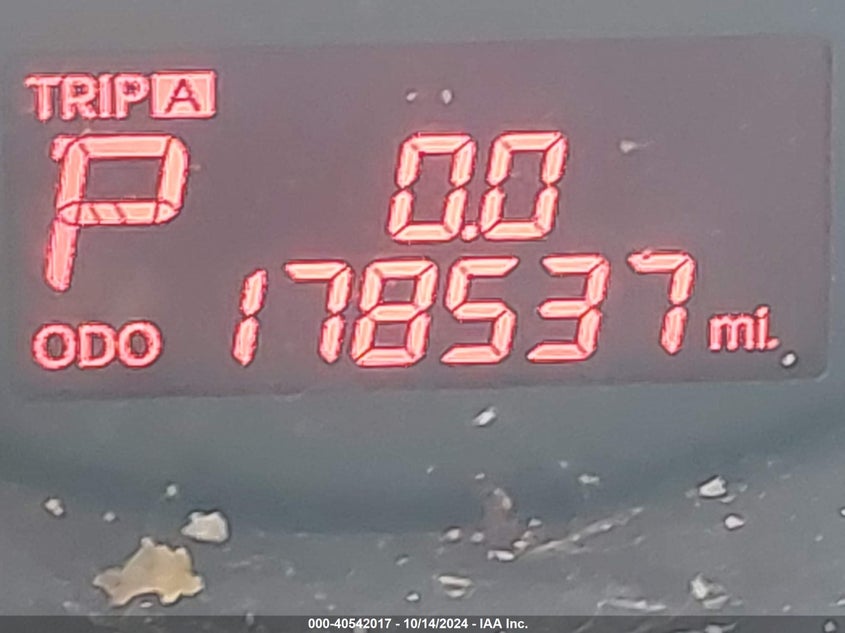 TRIP A
P 0.0
ODO 178537 mi.
000-40542017 - 10/14/2024 - IAA Inc.